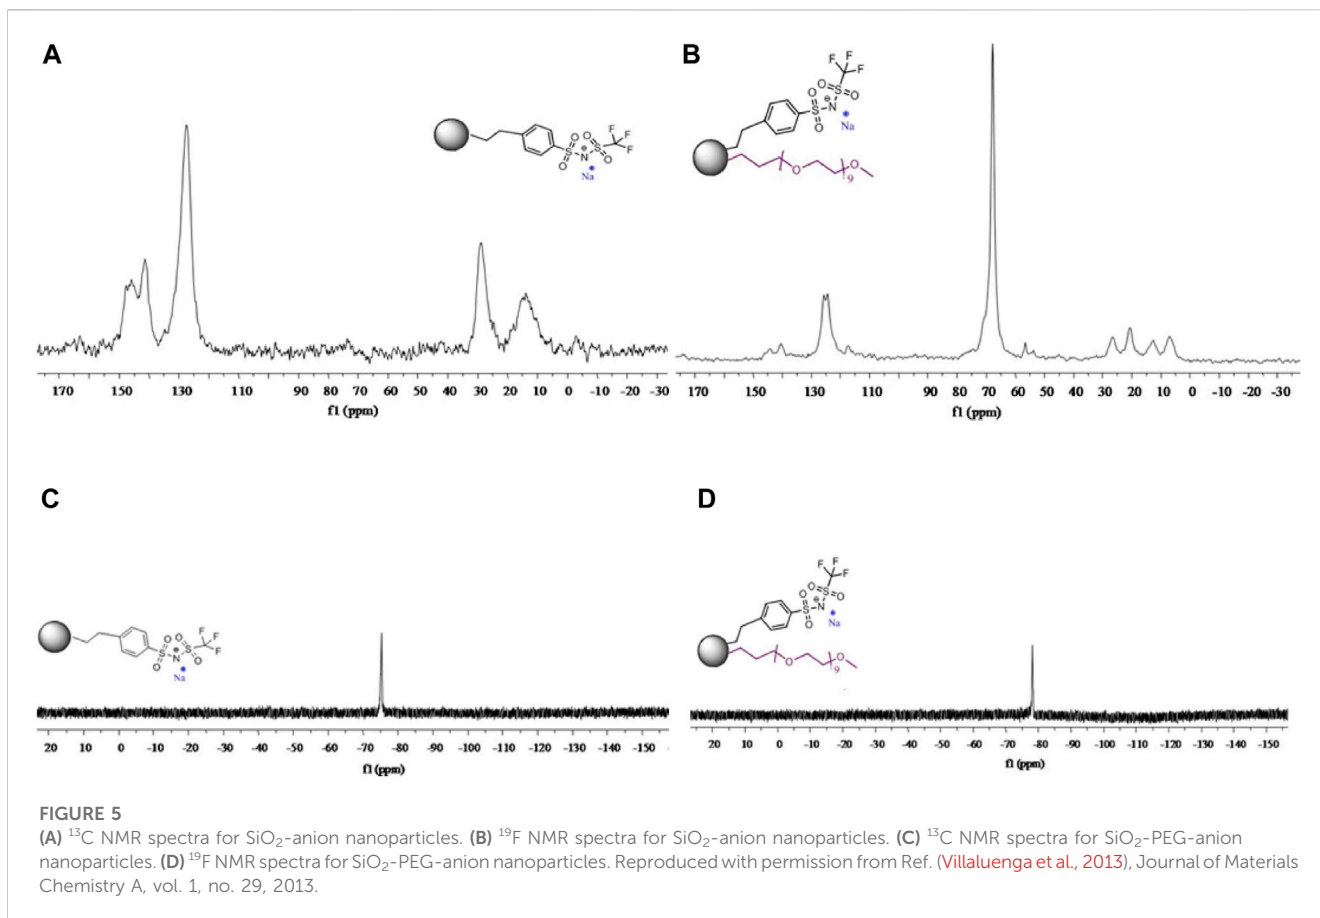 A
B
F
F
F
O
S
O
O
S
O
N
⊖
Na
O
O
9
O
S
O
N
⊖
O
S
O
F
F
F
Na
170 150 130 110 90 80 70 60 50 40 30 20 10 0 -10 -20 -30
f1 (ppm)
170 150 130 110 90 80 70 60 50 40 30 20 10 0 -10 -20 -30
f1 (ppm)
C
D
O
S
O
N
⊖
O
S
O
F
F
F
Na
F
F
F
O
S
O
O
S
O
N
⊖
Na
O
O
9
20 10 0 -10 -20 -30 -40 -50 -60 -70 -80 -90 -100 -110 -120 -130 -140 -150
f1 (ppm)
20 10 0 -10 -20 -30 -40 -50 -60 -70 -80 -90 -100 -110 -120 -130 -140 -150
f1 (ppm)
FIGURE 5
(A) ¹³C NMR spectra for SiO₂-anion nanoparticles. (B) ¹⁹F NMR spectra for SiO₂-anion nanoparticles. (C) ¹³C NMR spectra for SiO₂-PEG-anion
nanoparticles. (D) ¹⁹F NMR spectra for SiO₂-PEG-anion nanoparticles. Reproduced with permission from Ref. (Villaluenga et al., 2013), Journal of Materials
Chemistry A, vol. 1, no. 29, 2013.